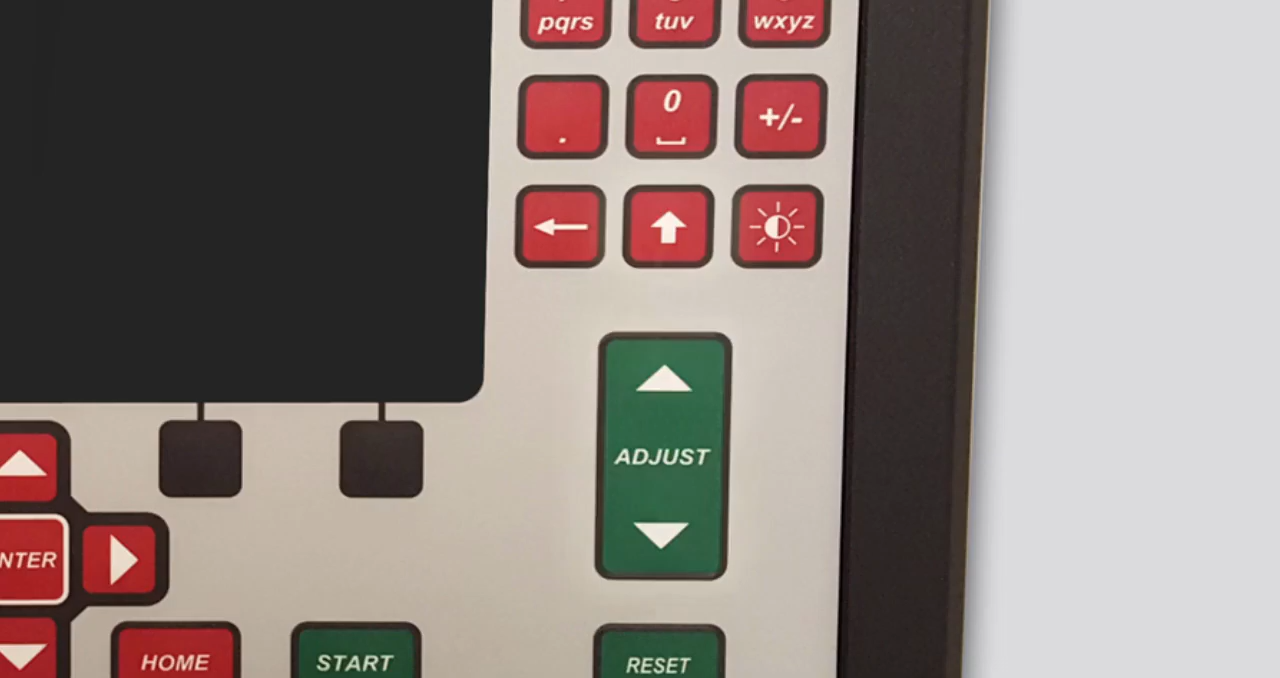 pqrs
tuv
wxyz
.
0
+/-
ADJUST
NTER
HOME
START
RESET